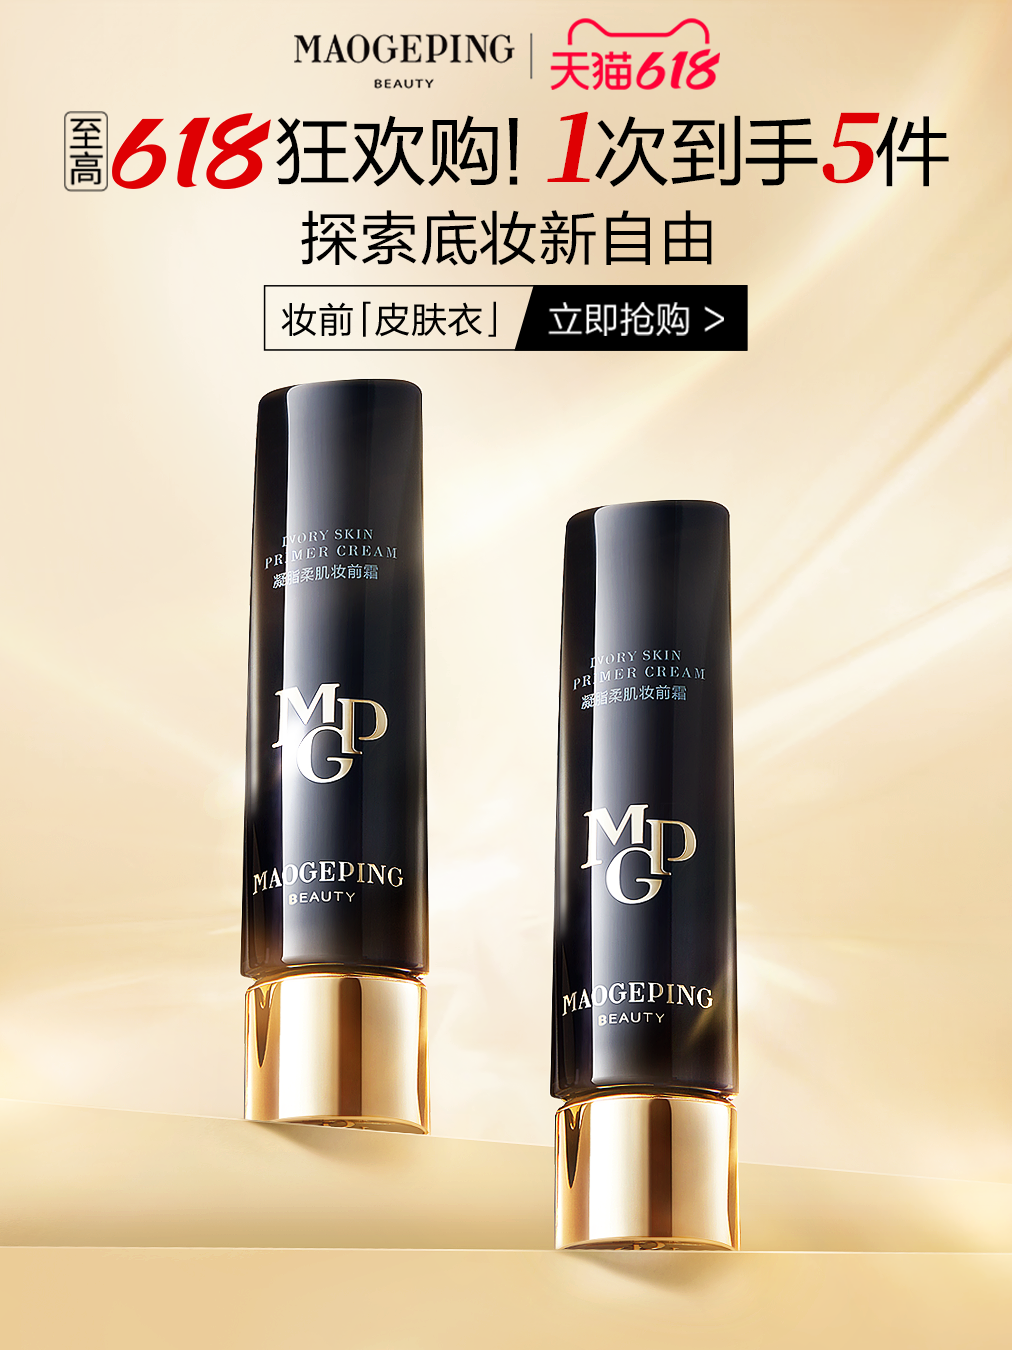 MAOGEPING
BEAUTY
天猫618
至高 618狂欢购! 1次到手5件
探索底妆新自由
妆前「皮肤衣」 立即抢购 >
IVORY SKIN
PRIMER CREAM
凝脂柔肌妆前霜
MGP
MAOGEPING
BEAUTY
IVORY SKIN
PRIMER CREAM
凝脂柔肌妆前霜
MGP
MAOGEPING
BEAUTY